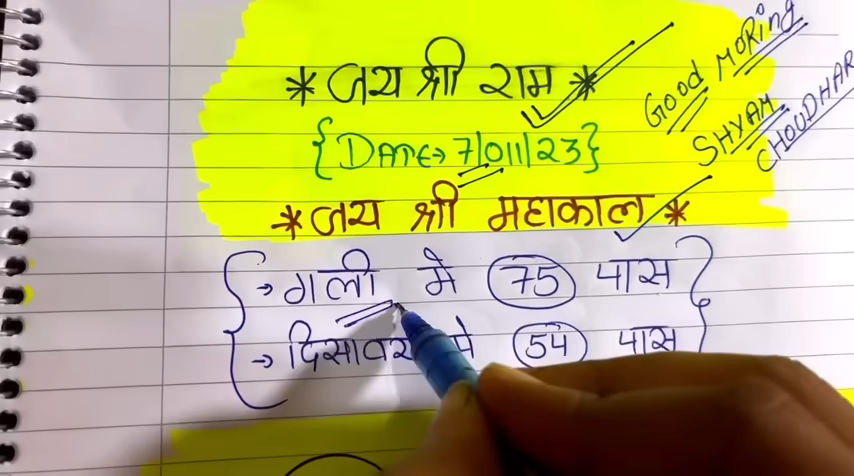 * जय श्री राम *
{DATE→ 7/011/23}
* जय श्री महाकाल *
→ गली मे 75 पास
→ दिसावर मे 54 पास
GOOD MORING
SHYAM
CHOUDHAR